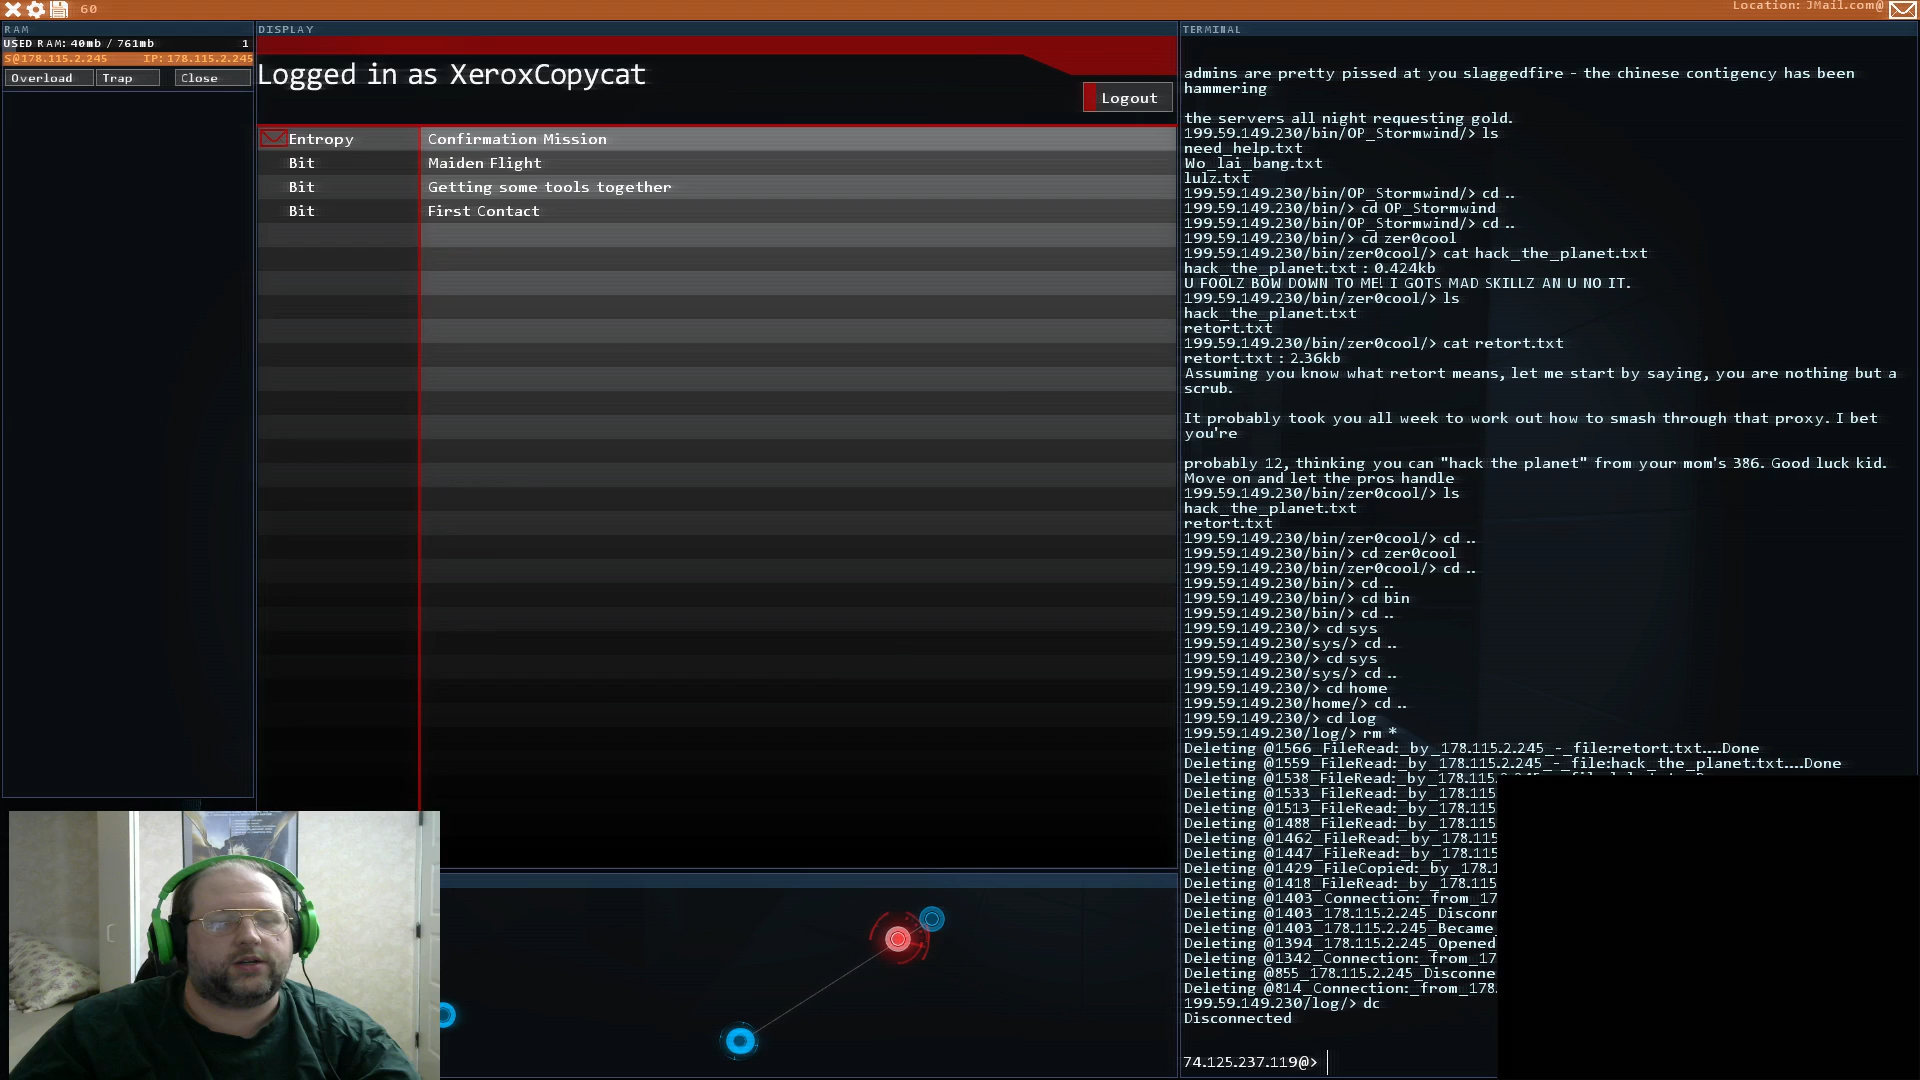 60
Location: JMail.com@
RAM
USED RAM: 40mb / 761mb 1
S@178.115.2.245 IP: 178.115.2.245
Overload Trap Close
DISPLAY
Logged in as XeroxCopycat
Logout
Entropy Confirmation Mission
Bit Maiden Flight
Bit Getting some tools together
Bit First Contact
TERMINAL
admins are pretty pissed at you slaggedfire - the chinese contigency has been
hammering
the servers all night requesting gold.
199.59.149.230/bin/OP_Stormwind/> ls
need_help.txt
Wo_lai_bang.txt
lulz.txt
199.59.149.230/bin/OP_Stormwind/> cd ..
199.59.149.230/bin/> cd OP_Stormwind
199.59.149.230/bin/OP_Stormwind/> cd ..
199.59.149.230/bin/> cd zer0cool
199.59.149.230/bin/zer0cool/> cat hack_the_planet.txt
hack_the_planet.txt : 0.424kb
U FOOLZ BOW DOWN TO ME! I GOTS MAD SKILLZ AN U NO IT.
199.59.149.230/bin/zer0cool/> ls
hack_the_planet.txt
retort.txt
199.59.149.230/bin/zer0cool/> cat retort.txt
retort.txt : 2.36kb
Assuming you know what retort means, let me start by saying, you are nothing but a
scrub.
It probably took you all week to work out how to smash through that proxy. I bet
you're
probably 12, thinking you can "hack the planet" from your mom's 386. Good luck kid.
Move on and let the pros handle
199.59.149.230/bin/zer0cool/> ls
hack_the_planet.txt
retort.txt
199.59.149.230/bin/zer0cool/> cd ..
199.59.149.230/bin/> cd zer0cool
199.59.149.230/bin/zer0cool/> cd ..
199.59.149.230/bin/> cd ..
199.59.149.230/> cd bin
199.59.149.230/bin/> cd ..
199.59.149.230/> cd sys
199.59.149.230/sys/> cd ..
199.59.149.230/> cd sys
199.59.149.230/sys/> cd ..
199.59.149.230/> cd home
199.59.149.230/home/> cd ..
199.59.149.230/> cd log
199.59.149.230/log/> rm *
Deleting @1566_FileRead:_by_178.115.2.245_-_file:retort.txt....Done
Deleting @1559_FileRead:_by_178.115.2.245_-_file:hack_the_planet.txt....Done
Deleting @1538_FileRead:_by_178.115
Deleting @1533_FileRead:_by_178.115
Deleting @1513_FileRead:_by_178.115
Deleting @1488_FileRead:_by_178.115
Deleting @1462_FileRead:_by_178.115
Deleting @1447_FileRead:_by_178.115
Deleting @1429_FileCopied:_by_178.1
Deleting @1418_FileRead:_by_178.115
Deleting @1403_Connection:_from_17
Deleting @1403_178.115.2.245_Disconn
Deleting @1403_178.115.2.245_Became
Deleting @1394_178.115.2.245_Opened
Deleting @1342_Connection:_from_17
Deleting @855_178.115.2.245_Disconne
Deleting @814_Connection:_from_178.
199.59.149.230/log/> dc
Disconnected
74.125.237.119@>